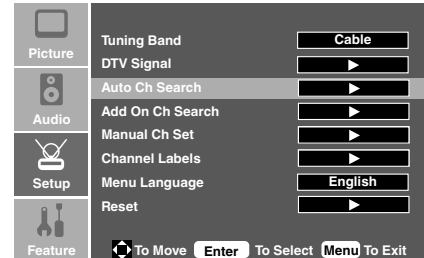 Picture
Audio
Setup
Feature
Tuning Band Cable
DTV Signal
Auto Ch Search
Add On Ch Search
Manual Ch Set
Channel Labels
Menu Language English
Reset
To Move Enter To Select Menu To Exit